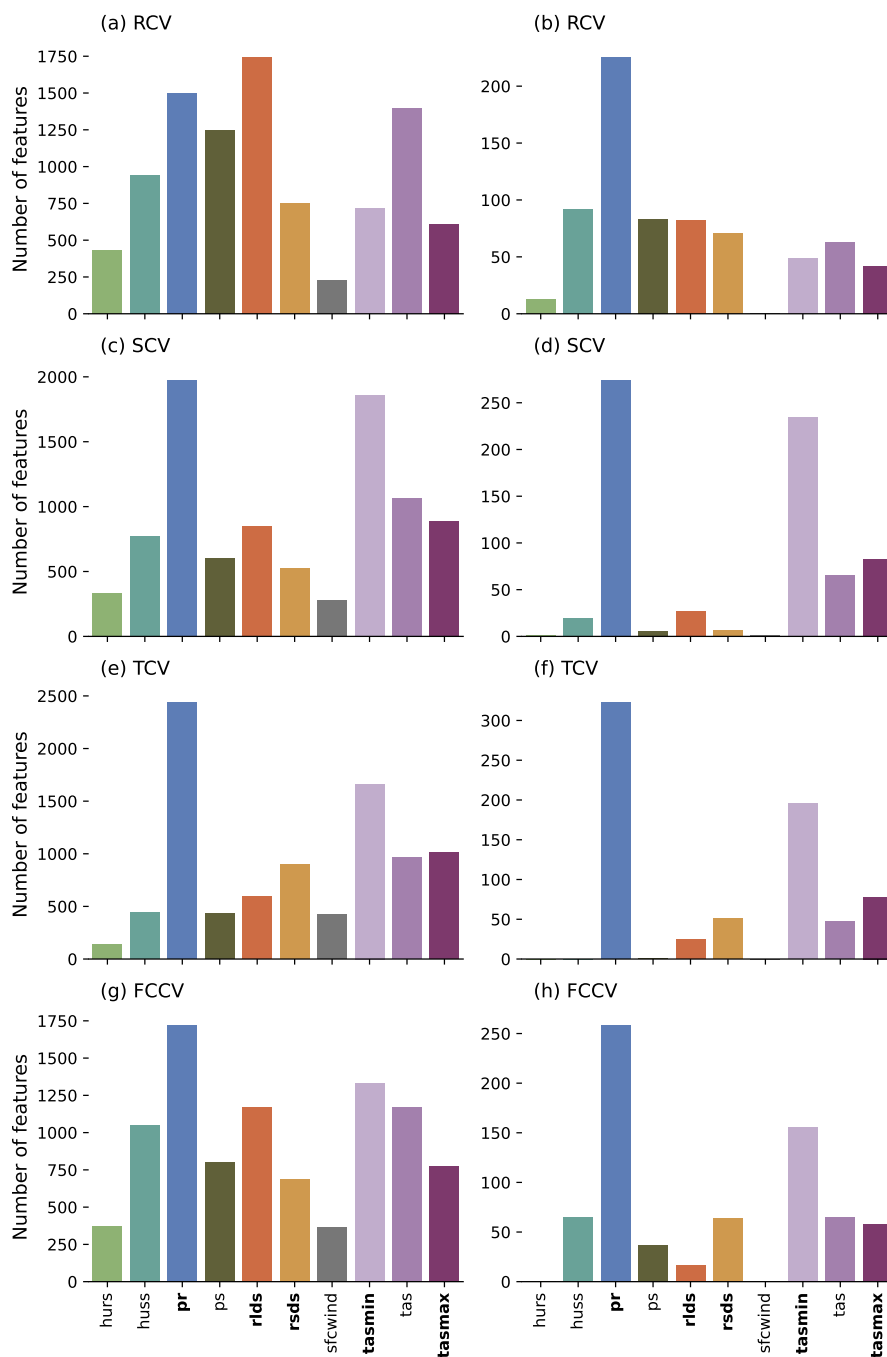 (a) RCV
Number of features
1750
1500
1250
1000
750
500
250
0
(b) RCV
200
150
100
50
0
(c) SCV
Number of features
2000
1500
1000
500
0
(d) SCV
250
200
150
100
50
0
(e) TCV
Number of features
2500
2000
1500
1000
500
0
(f) TCV
300
250
200
150
100
50
0
(g) FCCV
Number of features
1750
1500
1250
1000
750
500
250
0
hurs
huss
pr
ps
rlds
rsds
sfcwind
tasmin
tas
tasmax
(h) FCCV
250
200
150
100
50
0
hurs
huss
pr
ps
rlds
rsds
sfcwind
tasmin
tas
tasmax